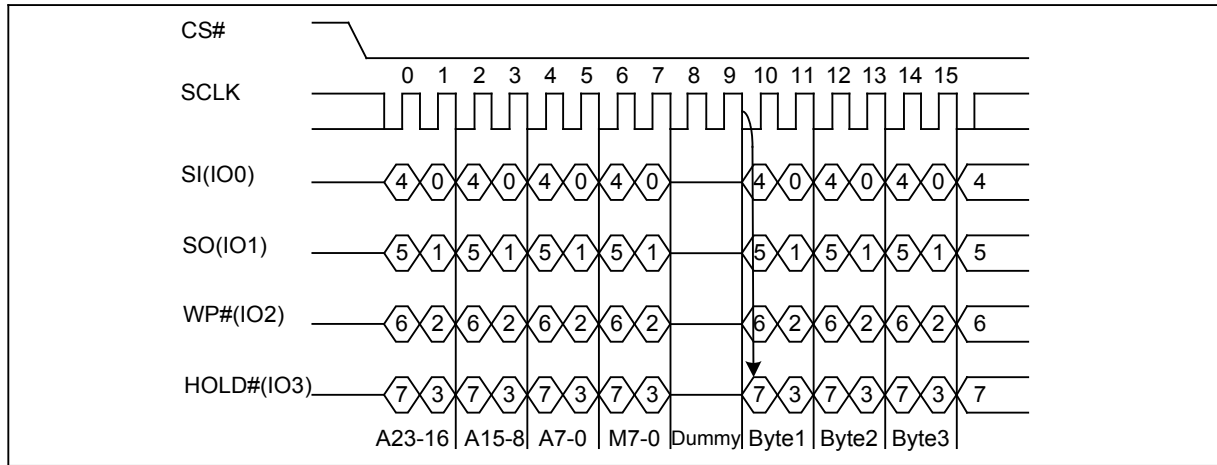 CS#
0 1 2 3 4 5 6 7 8 9 10 11 12 13 14 15
SCLK
SI(IO0) 4 0 4 0 4 0 4 0 4 0 4 0 4 0 4
SO(IO1) 5 1 5 1 5 1 5 1 5 1 5 1 5 1 5
WP#(IO2) 6 2 6 2 6 2 6 2 6 2 6 2 6 2 6
HOLD#(IO3) 7 3 7 3 7 3 7 3 7 3 7 3 7 3 7
A23-16 A15-8 A7-0 M7-0 Dummy Byte1 Byte2 Byte3